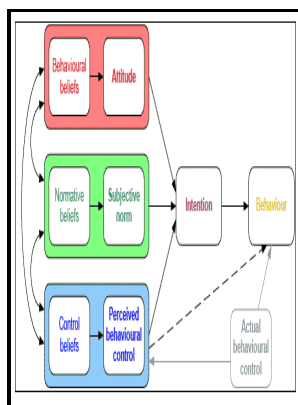 Behavioural
beliefs
Attitude
Normative
beliefs
Subjective
norm
Intention
Behaviour
Control
beliefs
Perceived
behavioural
control
Actual
behavioural
control